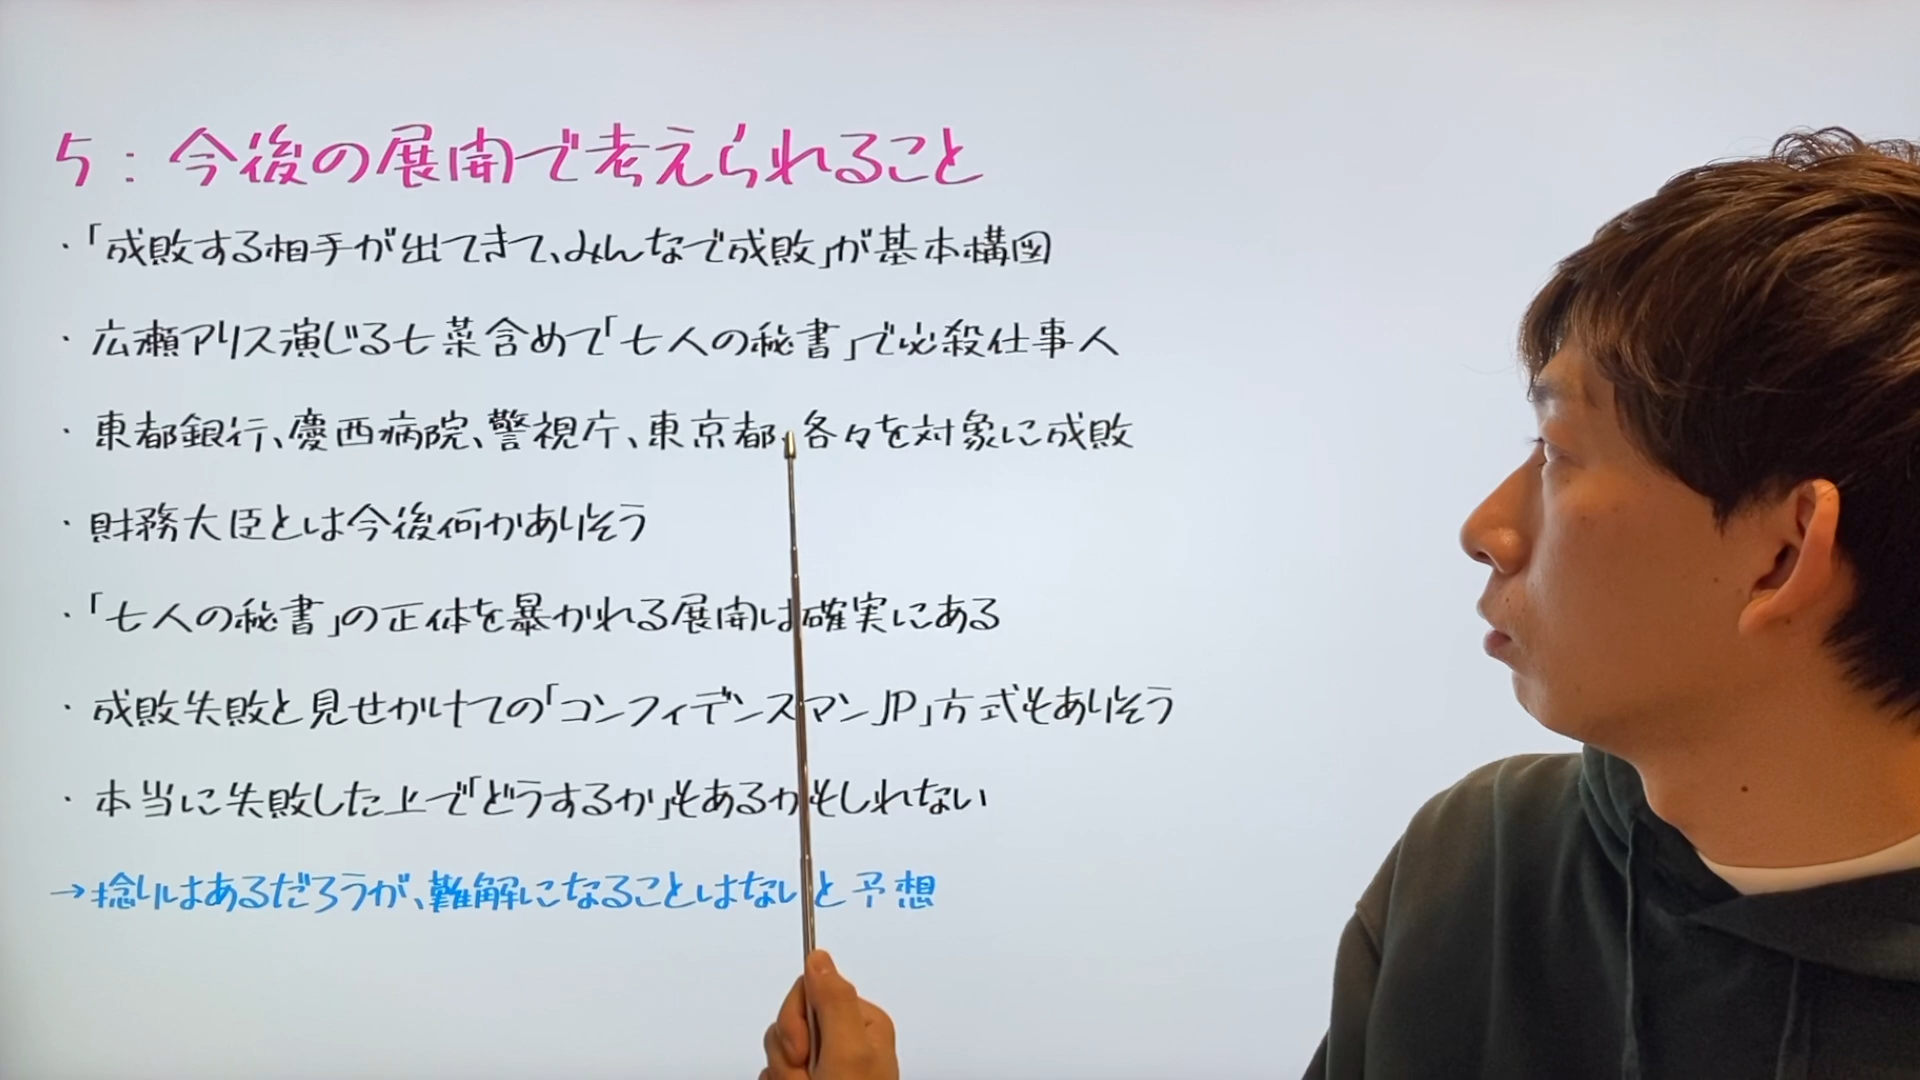 5：今後の展開で考えられること
・「成敗する相手が出てきて、みんなで成敗」が基本構図
・広瀬アリス演じる七菜含めて「七人の秘書」で必殺仕事人
・東都銀行、慶西病院、警視庁、東京都、各々を対象に成敗
・財務大臣とは今後何かありそう
・「七人の秘書」の正体を暴かれる展開は確実にある
・成敗失敗と見せかけての「コンフィデンスマンJP」方式もありそう
・本当に失敗した上で「どうするか」もあるかもしれない
→捻りはあるだろうが、難解になることはないと予想